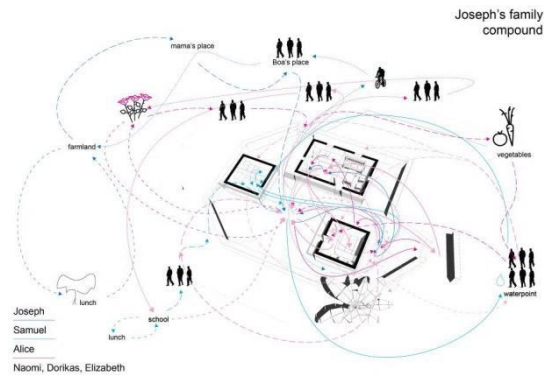 Joseph's family
compound
mama's place
Boa's place
farmland
vegetables
lunch
school
lunch
waterpoint
Joseph
Samuel
Alice
Naomi, Dorikas, Elizabeth